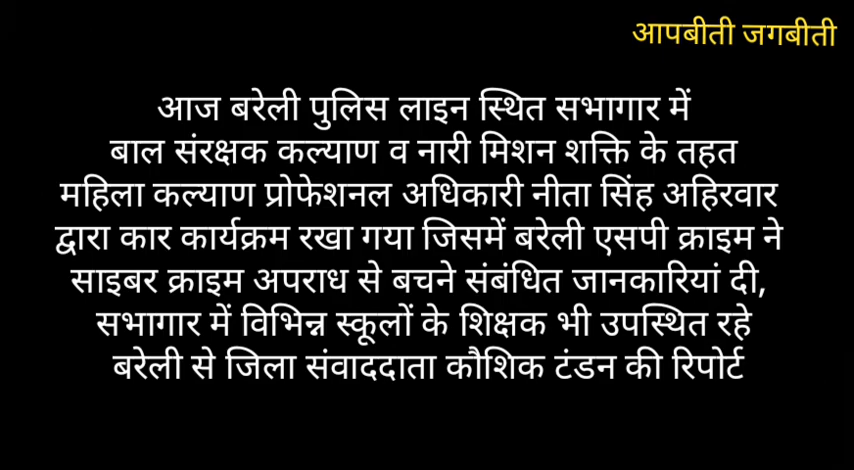 आपबीती जगबीती
आज बरेली पुलिस लाइन स्थित सभागार में
बाल संरक्षक कल्याण व नारी मिशन शक्ति के तहत
महिला कल्याण प्रोफेशनल अधिकारी नीता सिंह अहिरवार
द्वारा कार कार्यक्रम रखा गया जिसमें बरेली एसपी क्राइम ने
साइबर क्राइम अपराध से बचने संबंधित जानकारियां दी,
सभागार में विभिन्न स्कूलों के शिक्षक भी उपस्थित रहे
बरेली से जिला संवाददाता कौशिक टंडन की रिपोर्ट